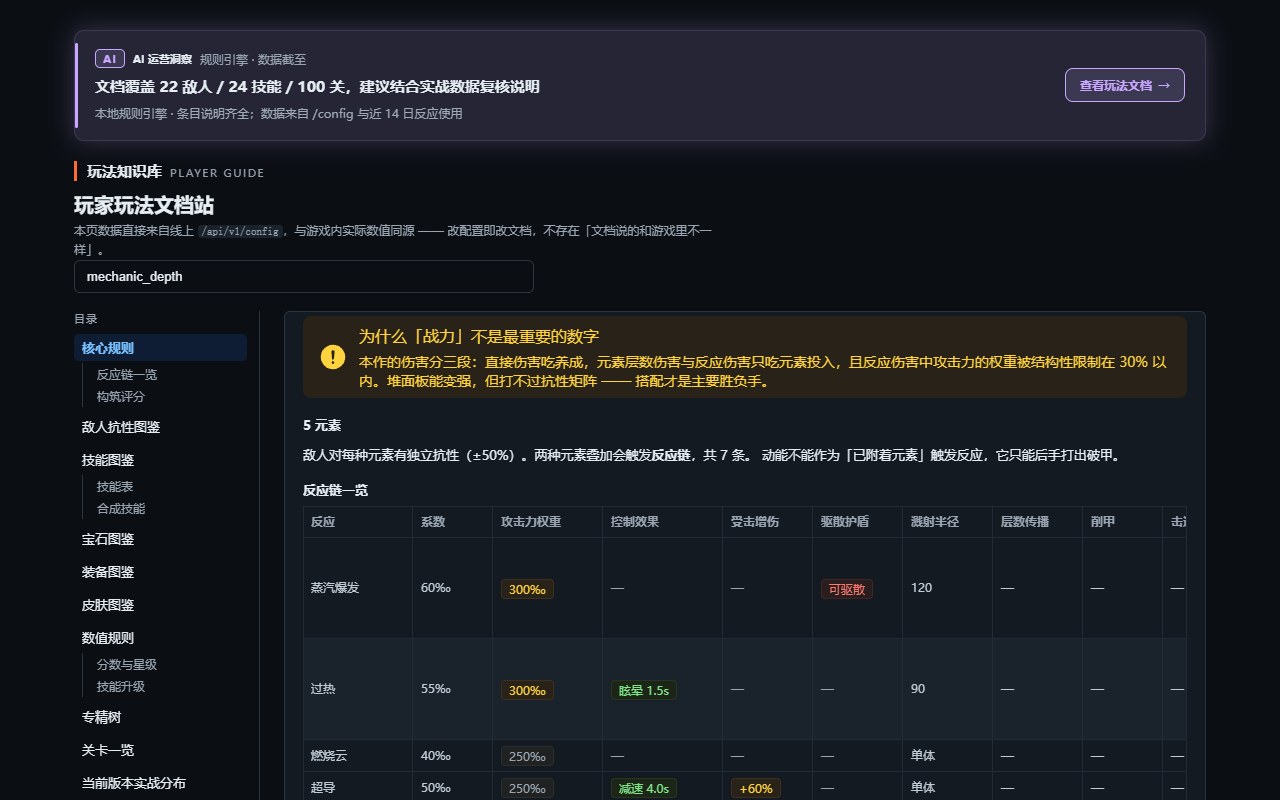 AI AI 运营洞察 规则引擎 · 数据截至
文档覆盖 22 敌人 / 24 技能 / 100 关，建议结合实战数据复核说明
本地规则引擎 · 条目说明齐全；数据来自 /config 与近 14 日反应使用
查看玩法文档 →
玩法知识库 PLAYER GUIDE
玩家玩法文档站
本页数据直接来自线上 /api/v1/config，与游戏内实际数值同源 —— 改配置即改文档，不存在「文档说的和游戏里不一
样」。
mechanic_depth
目录
核心规则
反应链一览
构筑评分
敌人抗性图鉴
技能图鉴
技能表
合成技能
宝石图鉴
装备图鉴
皮肤图鉴
数值规则
分数与星级
技能升级
专精树
关卡一览
当前版本实战分布
为什么「战力」不是最重要的数字
本作的伤害分三段：直接伤害吃养成，元素层数伤害与反应伤害只吃元素投入，且反应伤害中攻击力的权重被结构性限制在 30% 以
内。堆面板能变强，但打不过抗性矩阵 —— 搭配才是主要胜负手。
5 元素
敌人对每种元素有独立抗性（±50%）。两种元素叠加会触发反应链，共 7 条。 动能不能作为「已附着元素」触发反应，它只能后手打出破甲。
反应链一览
反应 系数 攻击力权重 控制效果 受击增伤 驱散护盾 溅射半径 层数传播 削甲
蒸汽爆发 60‰ 300‰ — — 可驱散 120 — — —
过热 55‰ 300‰ 眩晕 1.5s — — 90 — — —
燃烧云 40‰ 250‰ — — — 单体 — — —
超导 50‰ 250‰ 减速 4.0s +60% — 单体 — — —